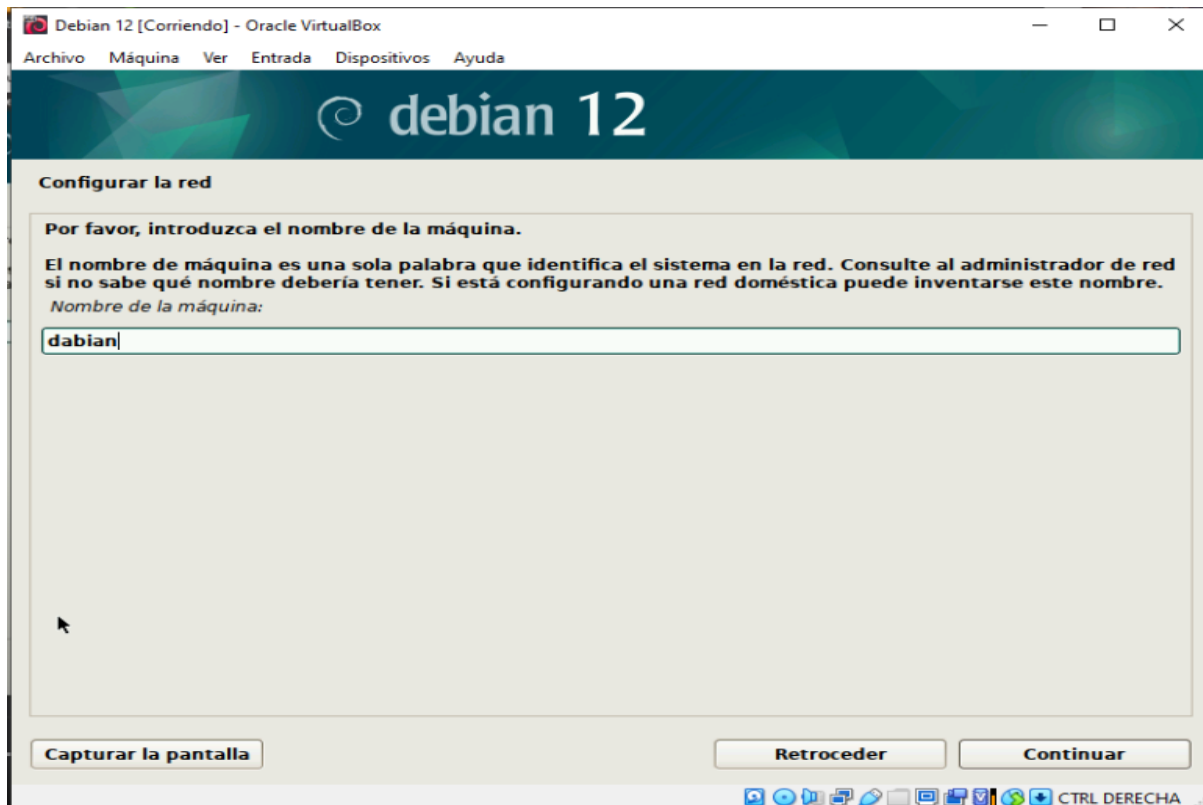 Debian 12 [Corriendo] - Oracle VirtualBox
Archivo Máquina Ver Entrada Dispositivos Ayuda
debian 12
Configurar la red
Por favor, introduzca el nombre de la máquina.
El nombre de máquina es una sola palabra que identifica el sistema en la red. Consulte al administrador de red
si no sabe qué nombre debería tener. Si está configurando una red doméstica puede inventarse este nombre.
Nombre de la máquina:
dabian
Capturar la pantalla Retroceder Continuar
CTRL DERECHA